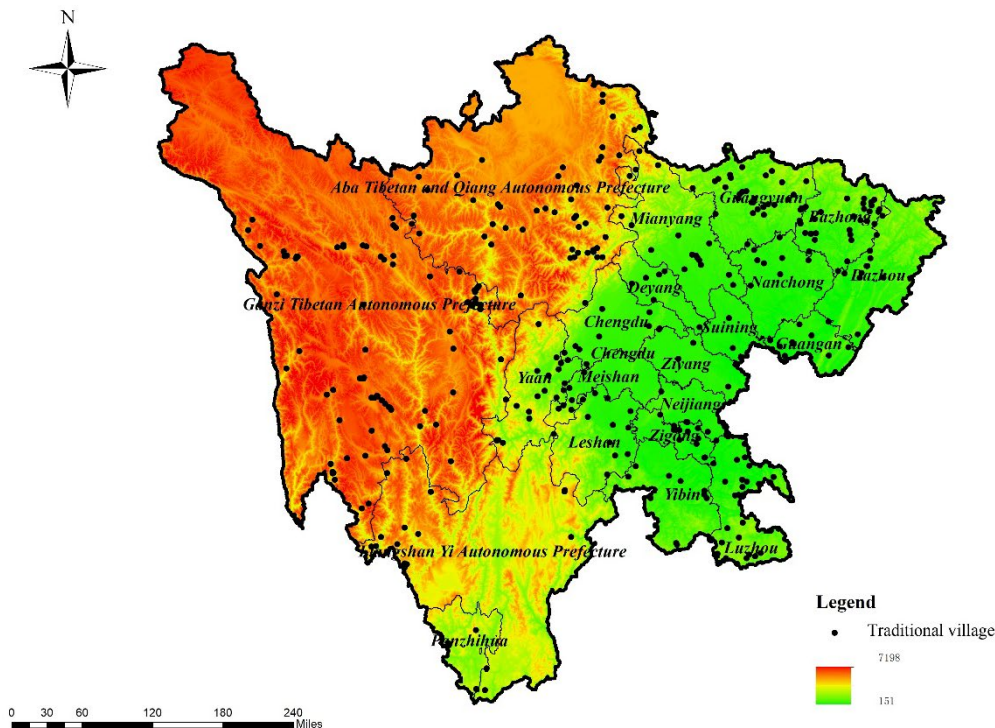 N
Aba Tibetan and Qiang Autonomous Prefecture
Guangyuan
Mianyang
Bazhong
Deyang
Nanchong
Dazhou
Ganzi Tibetan Autonomous Prefecture
Chengdu
Suining
Guangan
Chengdu
Ziyang
Yaan
Meishan
Neijiang
Leshan
Zigong
Yibin
Liangshan Yi Autonomous Prefecture
Luzhou
Panzhihua
Legend
Traditional village
7198
151
0 30 60 120 180 240
Miles